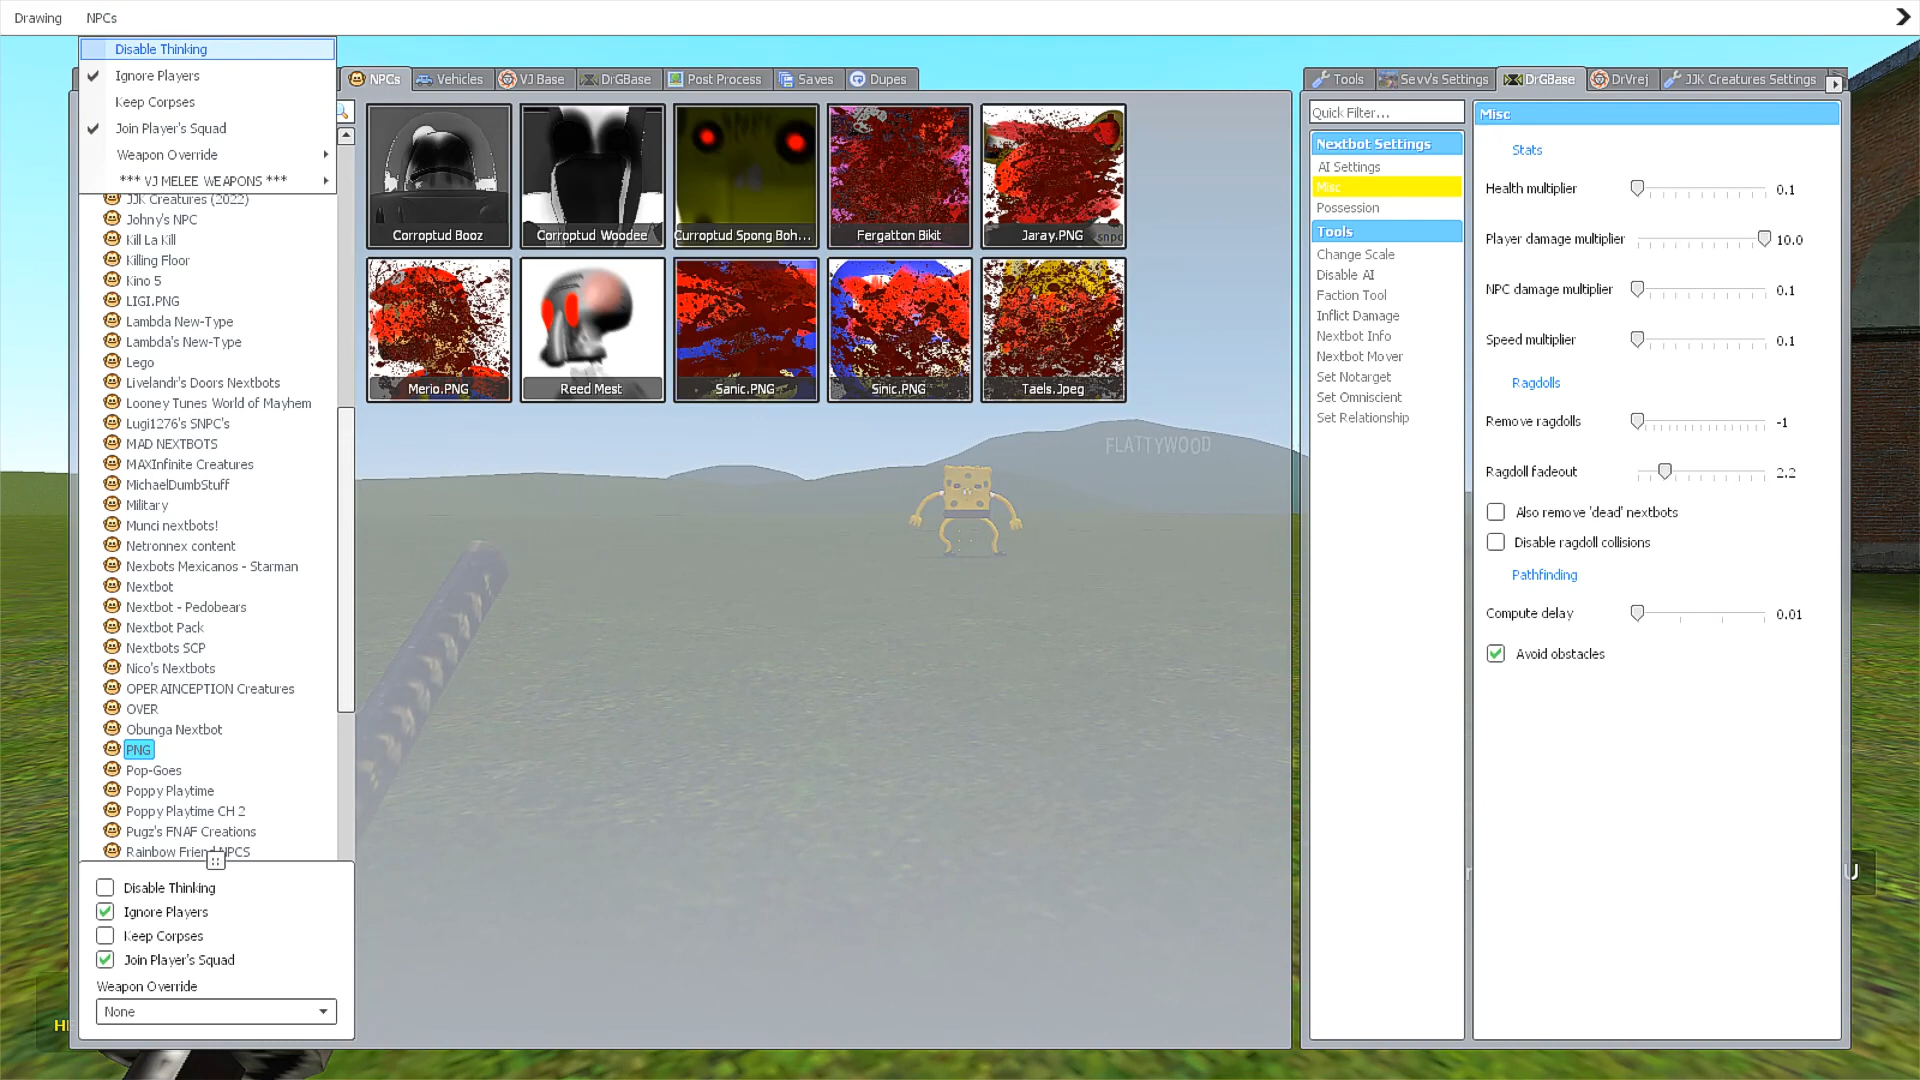 Drawing NPCs
Disable Thinking
Ignore Players
Keep Corpses
Join Player's Squad
Weapon Override
*** VJ MELEE WEAPONS ***
NPCs Vehicles VJ Base DrGBase Post Process Saves Dupes
JJK Creatures (2022)
Johny's NPC
Kill La Kill
Killing Floor
Kino 5
LIGI.PNG
Lambda New-Type
Lambda's New-Type
Lego
Livelandr's Doors Nextbots
Looney Tunes World of Mayhem
Lugi1276's SNPC's
MAD NEXTBOTS
MAXInfinite Creatures
MichaelDumbStuff
Military
Munci nextbots!
Netronnex content
Nexbots Mexicanos - Starman
Nextbot
Nextbot - Pedobears
Nextbot Pack
Nextbots SCP
Nico's Nextbots
OPER AINCEPTION Creatures
OVER
Obunga Nextbot
PNG
Pop-Goes
Poppy Playtime
Poppy Playtime CH 2
Pugz's FNAF Creations
Rainbow Friend NPCS
Disable Thinking
Ignore Players
Keep Corpses
Join Player's Squad
Weapon Override
None
Corroptud Booz
Corroptud Woodee
Curroptud Spong Boh...
Fergatton Bikit
Jaray.PNG
snpc
Merio.PNG
Reed Mest
Sanic.PNG
Sinic.PNG
Taels.Jpeg
FLATTYWOOD
Tools Sevv's Settings DrGBase DrVrej JJK Creatures Settings
Quick Filter...
Nextbot Settings
AI Settings
Misc
Possession
Tools
Change Scale
Disable AI
Faction Tool
Inflict Damage
Nextbot Info
Nextbot Mover
Set Notarget
Set Omniscient
Set Relationship
Misc
Stats
Health multiplier 0.1
Player damage multiplier 10.0
NPC damage multiplier 0.1
Speed multiplier 0.1
Ragdolls
Remove ragdolls -1
Ragdoll fadeout 2.2
Also remove 'dead' nextbots
Disable ragdoll collisions
Pathfinding
Compute delay 0.01
Avoid obstacles